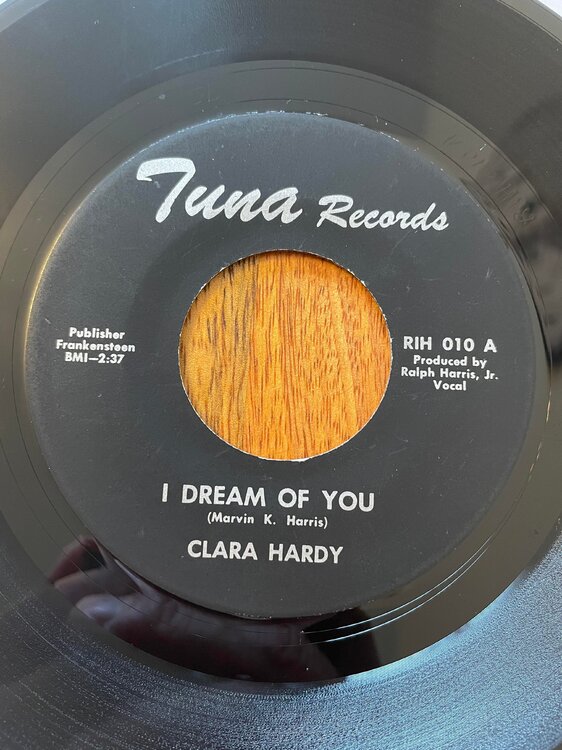 Tuna Records
Publisher
Frankensteen
BMI—2:37
RIH 010 A
Produced by
Ralph Harris, Jr.
Vocal
I DREAM OF YOU
(Marvin K. Harris)
CLARA HARDY